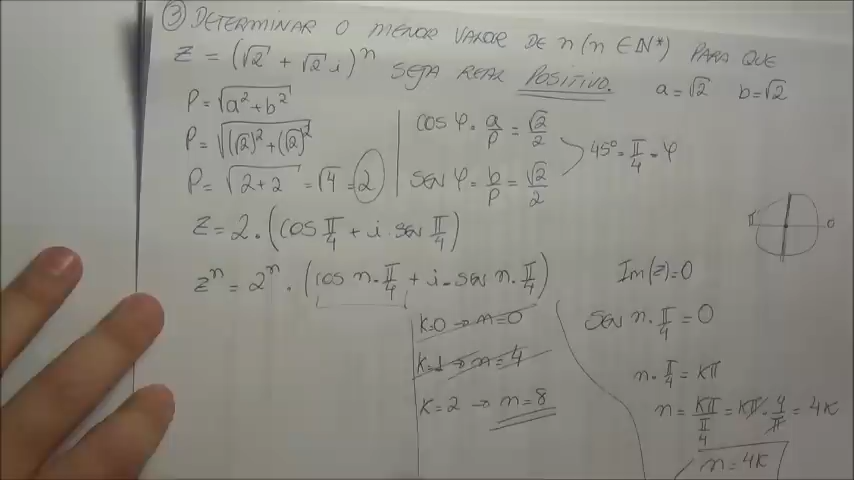 ③ DETERMINAR O MENOR VALOR DE n (n ∈ N*) PARA QUE
Z = (√2 + √2 i)^n SEJA REAL POSITIVO.
a = √2 b = √2
ρ = √(a² + b²)
ρ = √((√2)² + (√2)²)
ρ = √(2 + 2) = √4 = 2
cos φ = a/ρ = √2/2
sen φ = b/ρ = √2/2
45° = π/4 = φ
π 0
Z = 2 · (cos π/4 + i · sen π/4)
Z^n = 2^n · (cos n · π/4 + i · sen n · π/4)
K=0 → n=0
K=1 → n=4
K=2 → n=8
Im(Z) = 0
sen n · π/4 = 0
n · π/4 = Kπ
n = Kπ/(π/4) = Kπ · 4/π = 4K
n = 4K